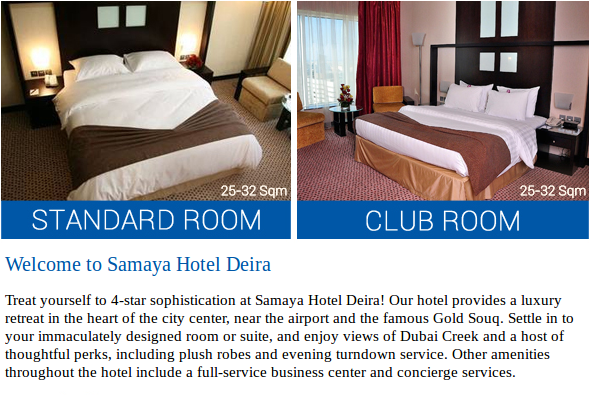 25-32 Sqm
STANDARD ROOM
25-32 Sqm
CLUB ROOM
Welcome to Samaya Hotel Deira
Treat yourself to 4-star sophistication at Samaya Hotel Deira! Our hotel provides a luxury
retreat in the heart of the city center, near the airport and the famous Gold Souq. Settle in to
your immaculately designed room or suite, and enjoy views of Dubai Creek and a host of
thoughtful perks, including plush robes and evening turndown service. Other amenities
throughout the hotel include a full-service business center and concierge services.